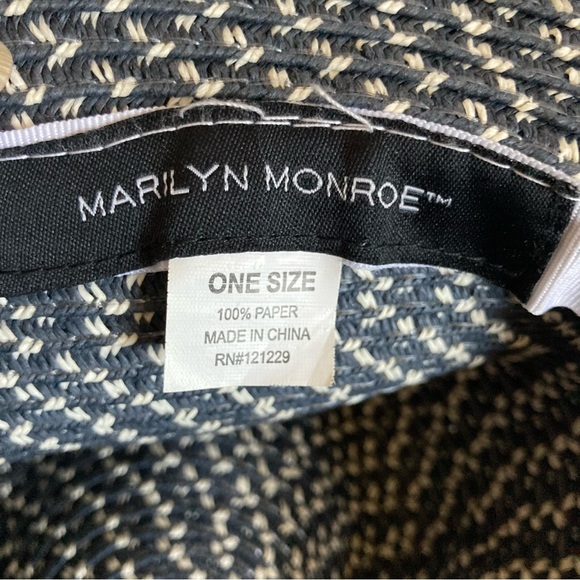 MARILYN MONROE™
ONE SIZE
100% PAPER
MADE IN CHINA
RN#121229